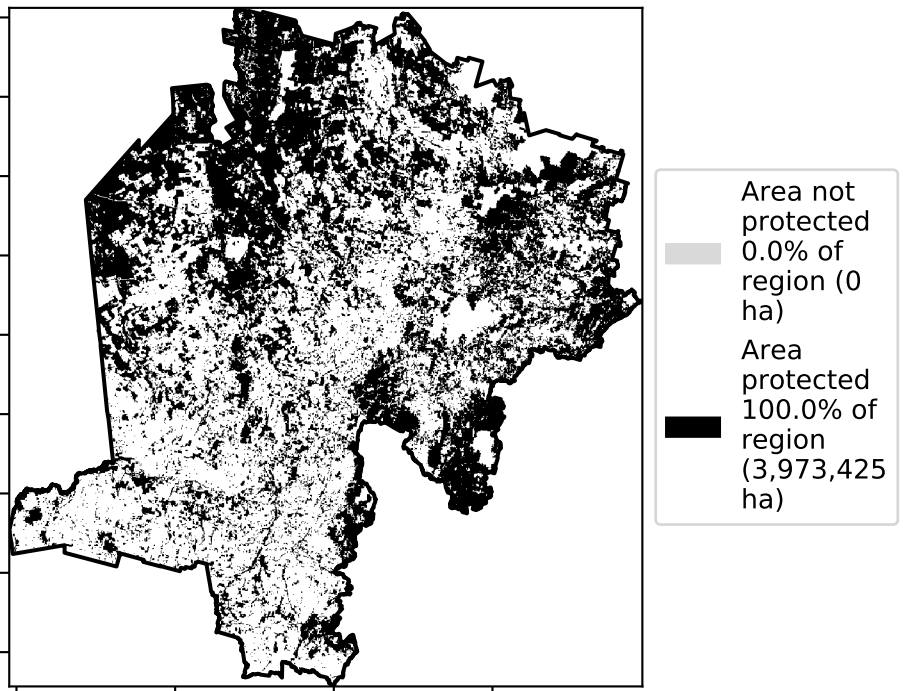 Area not
protected
0.0% of
region (0
ha)
Area
protected
100.0% of
region
(3,973,425
ha)